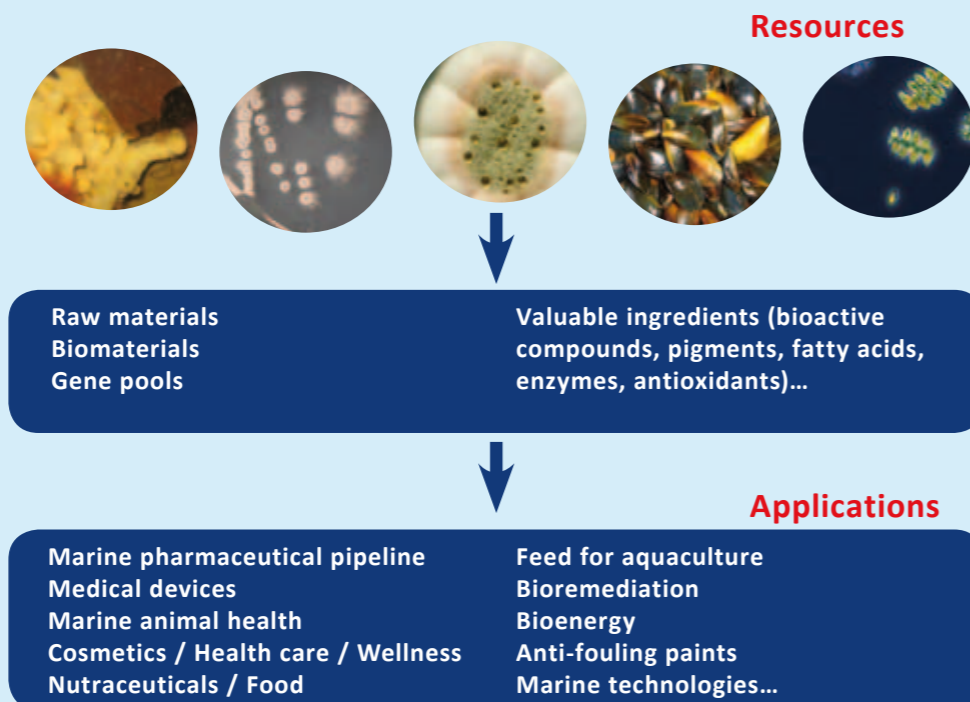 Resources
Raw materials
Biomaterials
Gene pools
Valuable ingredients (bioactive
compounds, pigments, fatty acids,
enzymes, antioxidants)…
Applications
Marine pharmaceutical pipeline
Medical devices
Marine animal health
Cosmetics / Health care / Wellness
Nutraceuticals / Food
Feed for aquaculture
Bioremediation
Bioenergy
Anti-fouling paints
Marine technologies…